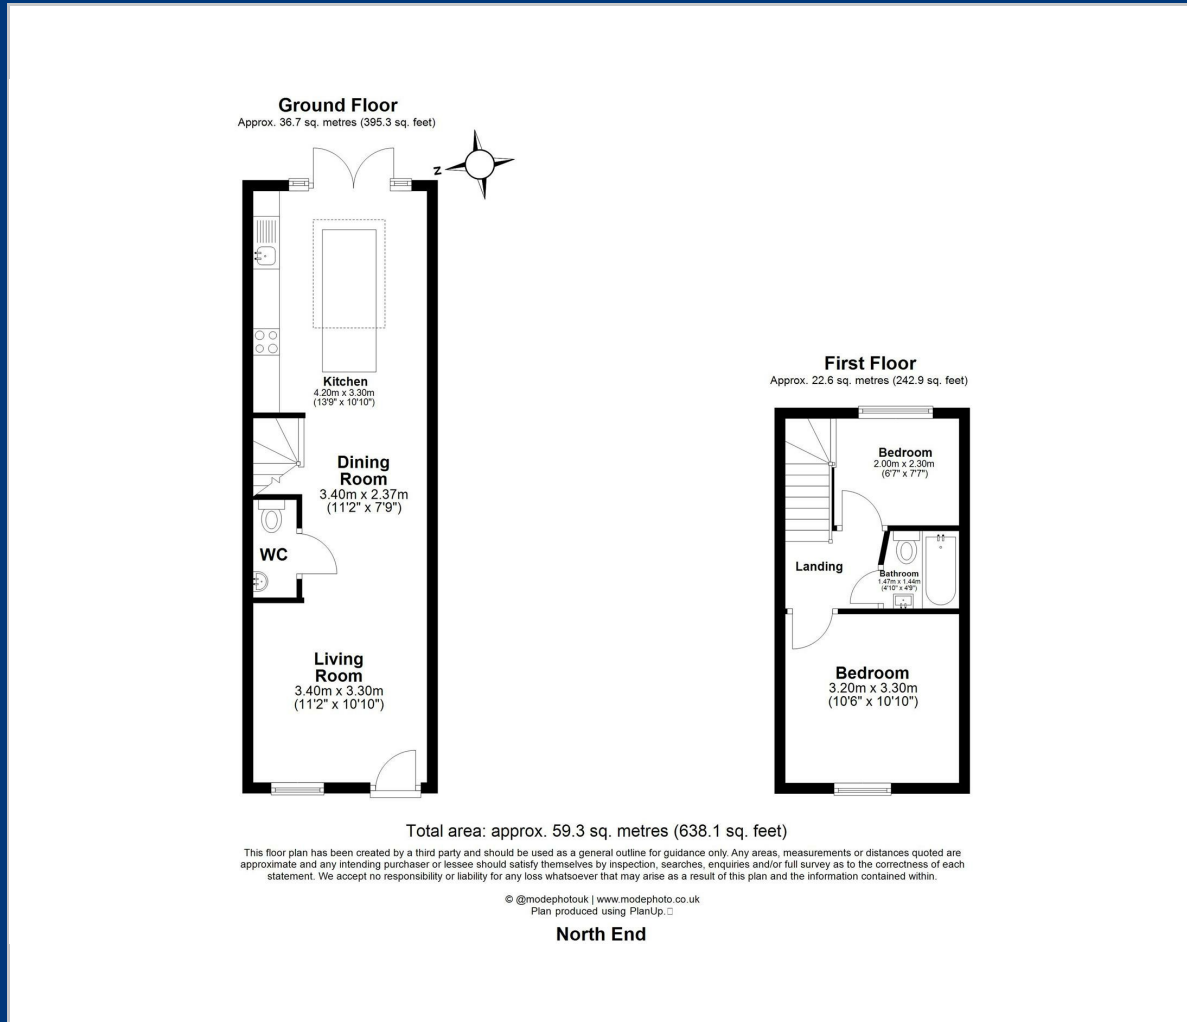 Ground Floor
Approx. 36.7 sq. metres (395.3 sq. feet)
N
Kitchen
4.20m x 3.30m
(13'9" x 10'10")
Dining
Room
3.40m x 2.37m
(11'2" x 7'9")
WC
Living
Room
3.40m x 3.30m
(11'2" x 10'10")
First Floor
Approx. 22.6 sq. metres (242.9 sq. feet)
Bedroom
2.00m x 2.30m
(6'7" x 7'7")
Landing
Bathroom
1.47m x 1.44m
(4'10" x 4'9")
Bedroom
3.20m x 3.30m
(10'6" x 10'10")
Total area: approx. 59.3 sq. metres (638.1 sq. feet)
This floor plan has been created by a third party and should be used as a general outline for guidance only. Any areas, measurements or distances quoted are
approximate and any intending purchaser or lessee should satisfy themselves by inspection, searches, enquiries and/or full survey as to the correctness of each
statement. We accept no responsibility or liability for any loss whatsoever that may arise as a result of this plan and the information contained within.
© @modephotouk | www.modephoto.co.uk
Plan produced using PlanUp.
North End